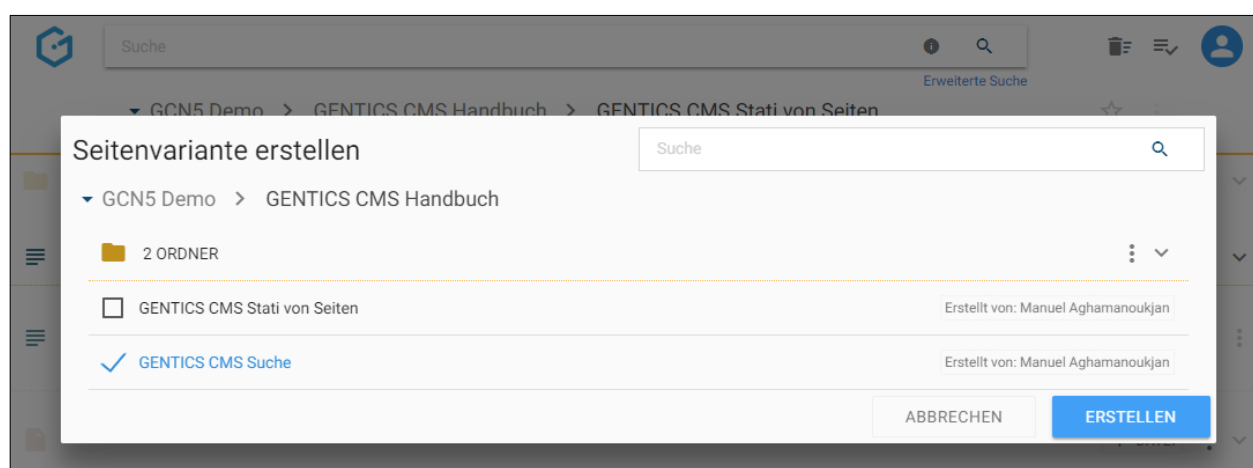 Suche
Erweiterte Suche
GCN5 Demo > GENTICS CMS Handbuch > GENTICS CMS Stati von Seiten
Seitenvariante erstellen
Suche
GCN5 Demo > GENTICS CMS Handbuch
2 ORDNER
GENTICS CMS Stati von Seiten
Erstellt von: Manuel Aghamanoukjan
GENTICS CMS Suche
Erstellt von: Manuel Aghamanoukjan
ABBRECHEN
ERSTELLEN